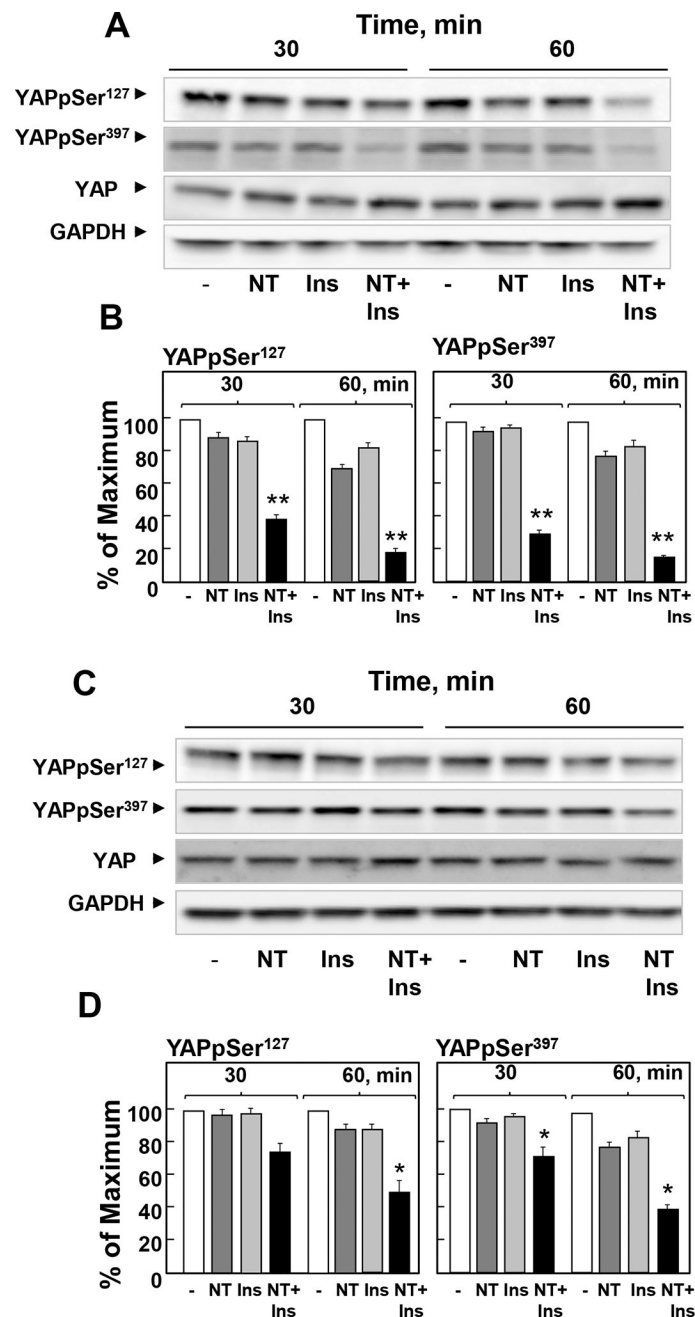 A
Time, min
30 60
YAPpSer¹²⁷ ►
YAPpSer³⁹⁷ ►
YAP ►
GAPDH ►
- NT Ins NT+ - NT Ins NT+
Ins Ins
B
YAPpSer¹²⁷ YAPpSer³⁹⁷
30 60, min 30 60, min
% of Maximum
100
80
60
40
20
0
** ** ** **
- NT Ins NT+ - NT Ins NT+ - NT Ins NT+ - NT Ins NT+
Ins Ins Ins Ins
C
Time, min
30 60
YAPpSer¹²⁷ ►
YAPpSer³⁹⁷ ►
YAP ►
GAPDH ►
- NT Ins NT+ - NT Ins NT
Ins Ins
D
YAPpSer¹²⁷ YAPpSer³⁹⁷
30 60, min 30 60, min
% of Maximum
100
80
60
40
20
0
* * *
- NT Ins NT+ - NT Ins NT+ - NT Ins NT+ - NT Ins NT+
Ins Ins Ins Ins